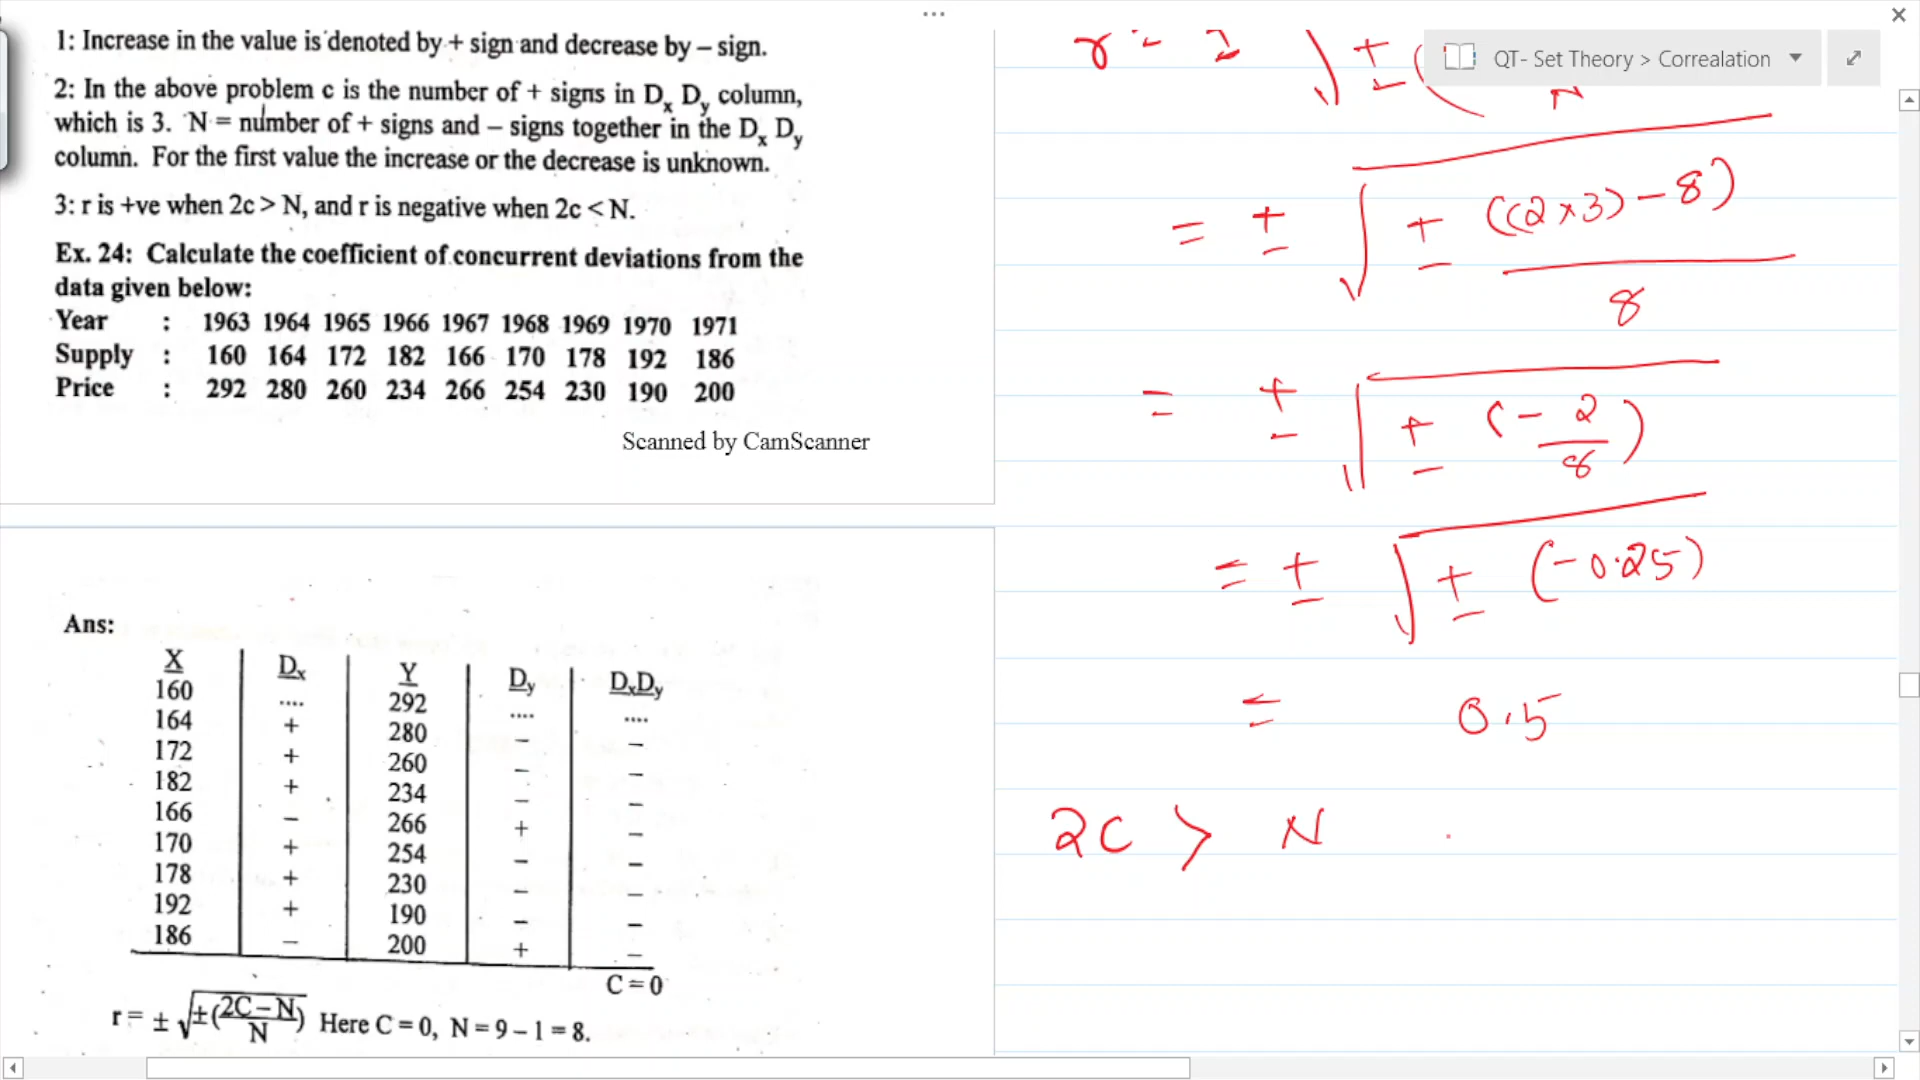 1: Increase in the value is denoted by + sign and decrease by – sign.
2: In the above problem c is the number of + signs in Dx Dy column,
which is 3. N = number of + signs and – signs together in the Dx Dy
column. For the first value the increase or the decrease is unknown.
3: r is +ve when 2c > N, and r is negative when 2c < N.
Ex. 24: Calculate the coefficient of concurrent deviations from the
data given below:
Year : 1963 1964 1965 1966 1967 1968 1969 1970 1971
Supply : 160 164 172 182 166 170 178 192 186
Price : 292 280 260 234 266 254 230 190 200
Scanned by CamScanner
Ans:
X Dx Y Dy DxDy
160 .... 292 .... ....
164 + 280 – –
172 + 260 – –
182 + 234 – –
166 – 266 + –
170 + 254 – –
178 + 230 – –
192 + 190 – –
186 – 200 + –
C = 0
r = ± √±(2C – N / N) Here C = 0, N = 9 – 1 = 8.
QT- Set Theory > Correalation
= ± √ ± ((2×3) – 8) / 8
= ± √ ± (– 2/8)
= ± √ ± (– 0.25)
= 0.5
2C > N